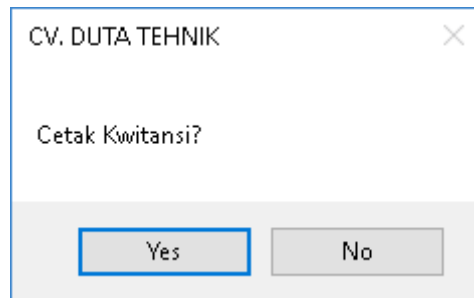 CV. DUTA TEHNIK
Cetak Kwitansi?
Yes No